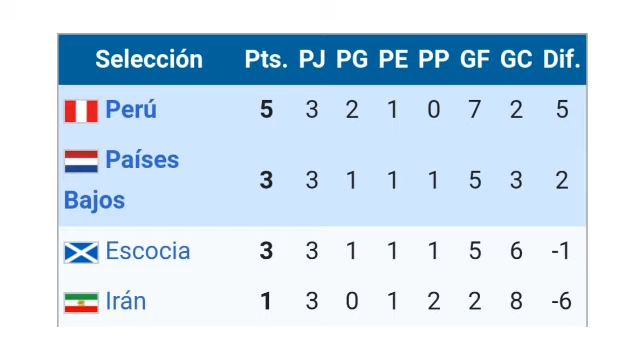 Selección Pts. PJ PG PE PP GF GC Dif.
Perú 5 3 2 1 0 7 2 5
Países
Bajos 3 3 1 1 1 5 3 2
Escocia 3 3 1 1 1 5 6 -1
Irán 1 3 0 1 2 2 8 -6